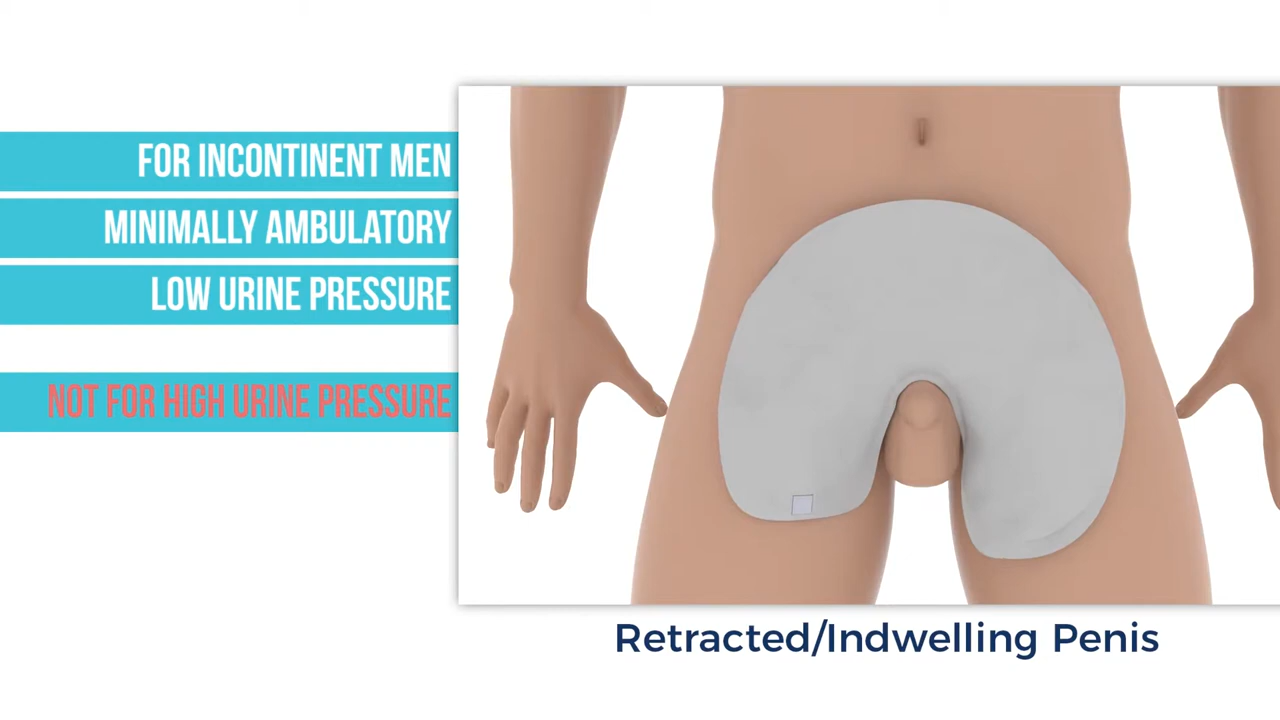 FOR INCONTINENT MEN
MINIMALLY AMBULATORY
LOW URINE PRESSURE
NOT FOR HIGH URINE PRESSURE
Retracted/Indwelling Penis